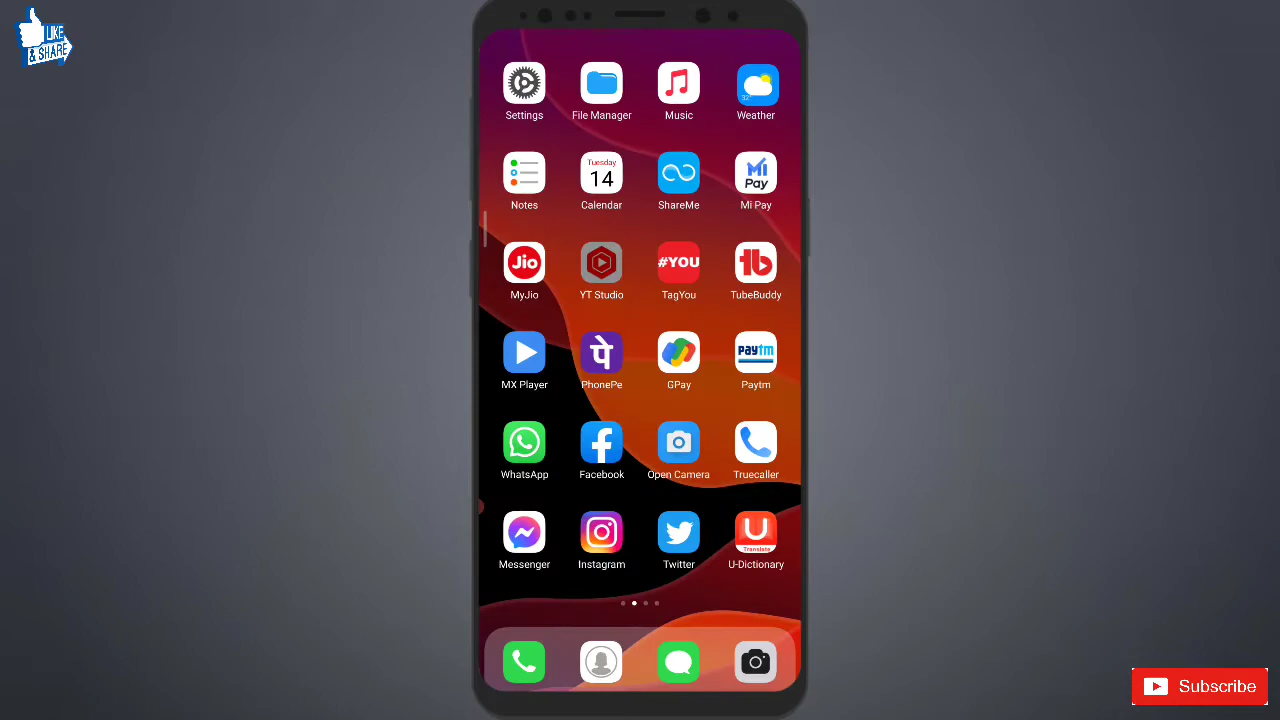 LIKE
& SHARE
Settings
File Manager
Music
32°
Weather
Notes
Tuesday
14
Calendar
ShareMe
Mi
Pay
Mi Pay
Jio
MyJio
YT Studio
#YOU
TagYou
tb
TubeBuddy
MX Player
पे
PhonePe
GPay
paytm
Paytm
WhatsApp
Facebook
Open Camera
Truecaller
Messenger
Instagram
Twitter
U
Translate
U-Dictionary
Subscribe